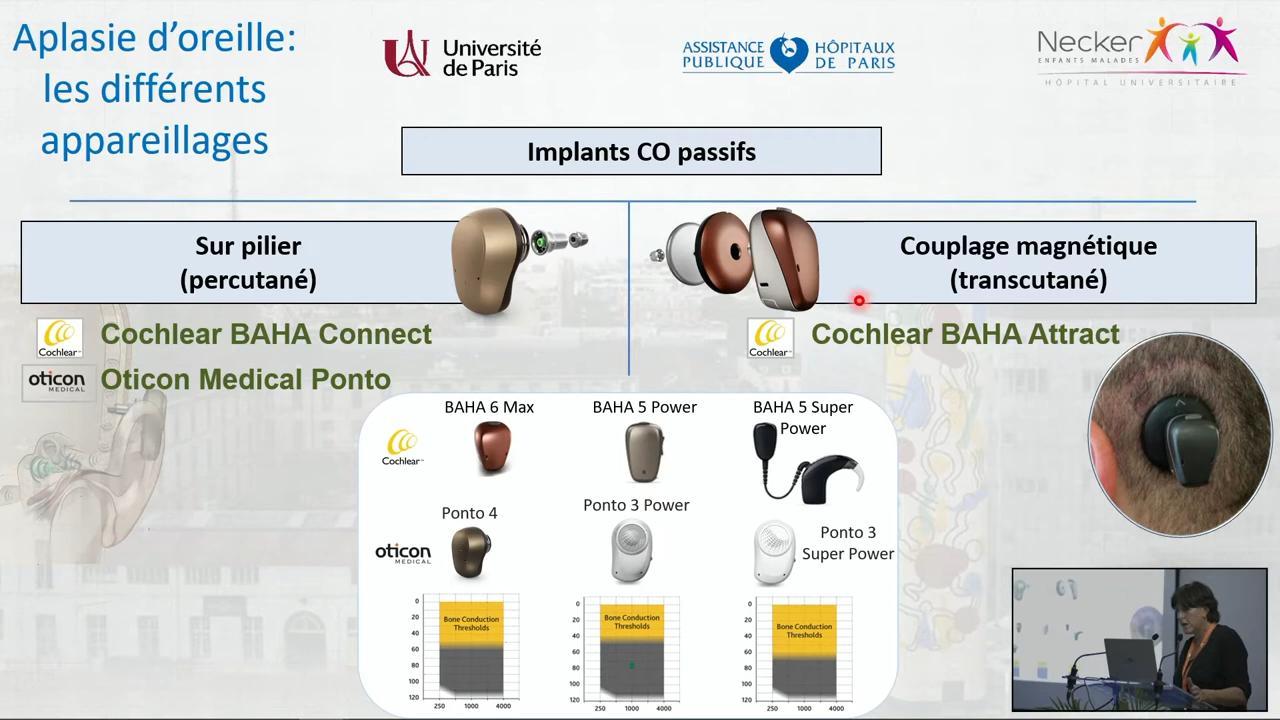 Aplasie d’oreille:
les différents
appareillages
Université
de Paris
ASSISTANCE
PUBLIQUE
HÔPITAUX
DE PARIS
Necker
ENFANTS MALADES
HÔPITAL UNIVERSITAIRE
Implants CO passifs
Sur pilier
(percutané)
Couplage magnétique
(transcutané)
Cochlear
Cochlear BAHA Connect
oticon
MEDICAL
Oticon Medical Ponto
Cochlear
Cochlear BAHA Attract
BAHA 6 Max
BAHA 5 Power
BAHA 5 Super
Power
Cochlear
Ponto 4
Ponto 3 Power
Ponto 3
Super Power
oticon
MEDICAL
0
20
40
60
80
100
120
Bone Conduction
Thresholds
250 1000 4000
0
20
40
60
80
100
120
Bone Conduction
Thresholds
250 1000 4000
0
20
40
60
80
100
120
Bone Conduction
Thresholds
250 1000 4000